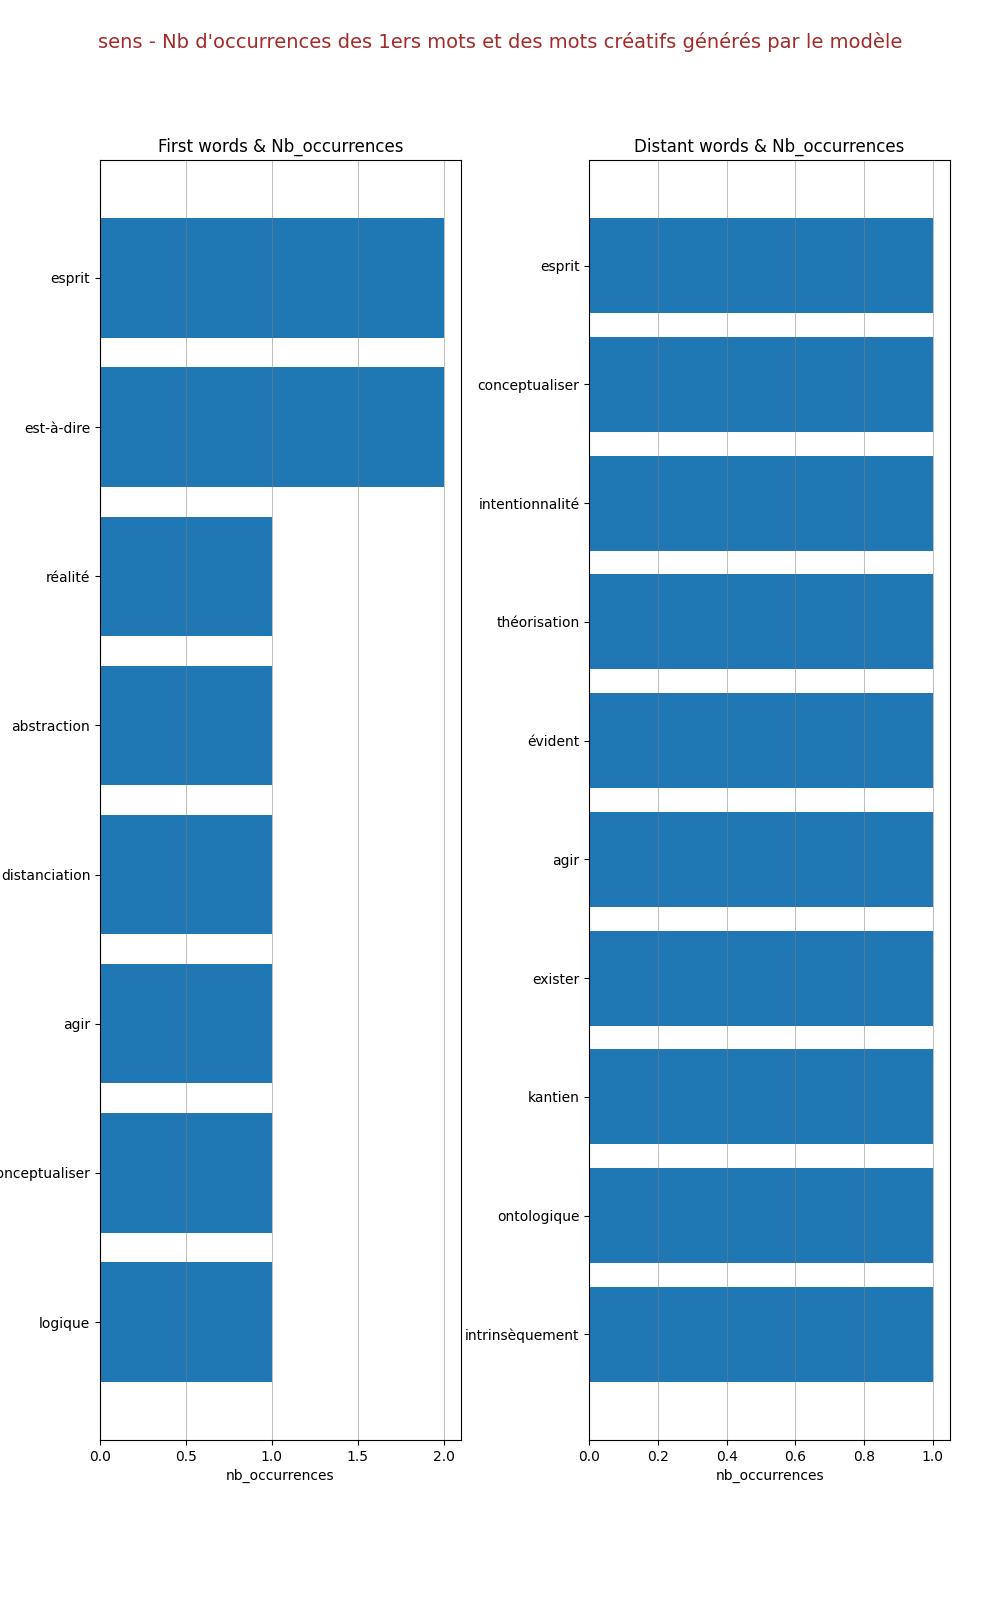 sens - Nb d'occurrences des 1ers mots et des mots créatifs générés par le modèle
First words & Nb_occurrences
esprit
est-à-dire
réalité
abstraction
distanciation
agir
onceptualiser
logique
0.0 0.5 1.0 1.5 2.0
nb_occurrences
Distant words & Nb_occurrences
esprit
conceptualiser
intentionnalité
théorisation
évident
agir
exister
kantien
ontologique
intrinsèquement
0.0 0.2 0.4 0.6 0.8 1.0
nb_occurrences